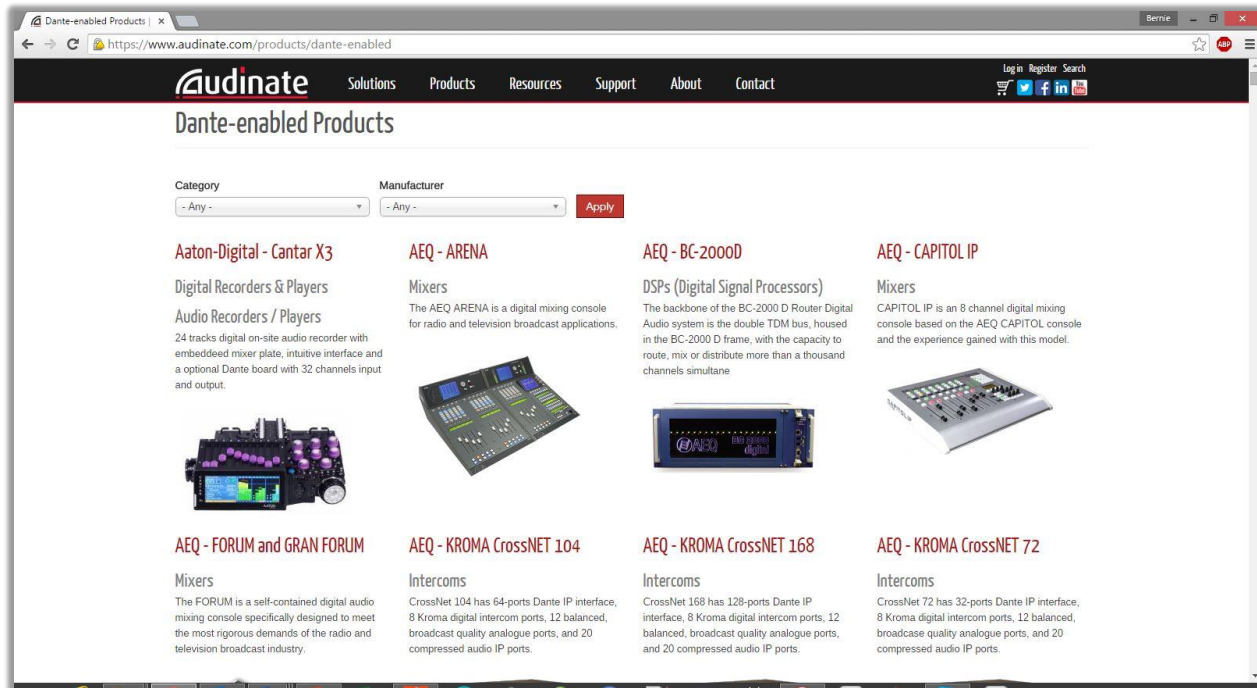 Dante-enabled Products |
Bernie
https://www.audinate.com/products/dante-enabled
ABP
Audinate
Solutions Products Resources Support About Contact
Log in Register Search
You Tube
Dante-enabled Products
Category
Manufacturer
- Any -
- Any -
Apply
Aaton-Digital - Cantar X3
Digital Recorders & Players
Audio Recorders / Players
24 tracks digital on-site audio recorder with
embeddeed mixer plate, intuitive interface and
a optional Dante board with 32 channels input
and output.
AEQ - ARENA
Mixers
The AEQ ARENA is a digital mixing console
for radio and television broadcast applications.
AEQ - BC-2000D
DSPs (Digital Signal Processors)
The backbone of the BC-2000 D Router Digital
Audio system is the double TDM bus, housed
in the BC-2000 D frame, with the capacity to
route, mix or distribute more than a thousand
channels simultane
AEQ
BC 2000
digital
AEQ - CAPITOL IP
Mixers
CAPITOL IP is an 8 channel digital mixing
console based on the AEQ CAPITOL console
and the experience gained with this model.
CAPITOL IP
AEQ - FORUM and GRAN FORUM
Mixers
The FORUM is a self-contained digital audio
mixing console specifically designed to meet
the most rigorous demands of the radio and
television broadcast industry.
AEQ - KROMA CrossNET 104
Intercoms
CrossNet 104 has 64-ports Dante IP interface,
8 Kroma digital intercom ports, 12 balanced,
broadcast quality analogue ports, and 20
compressed audio IP ports.
AEQ - KROMA CrossNET 168
Intercoms
CrossNet 168 has 128-ports Dante IP
interface, 8 Kroma digital intercom ports, 12
balanced, broadcast quality analogue ports,
and 20 compressed audio IP ports.
AEQ - KROMA CrossNET 72
Intercoms
CrossNet 72 has 32-ports Dante IP interface,
8 Kroma digital intercom ports, 12 balanced,
broadcase quality analogue ports, and 20
compressed audio IP ports.